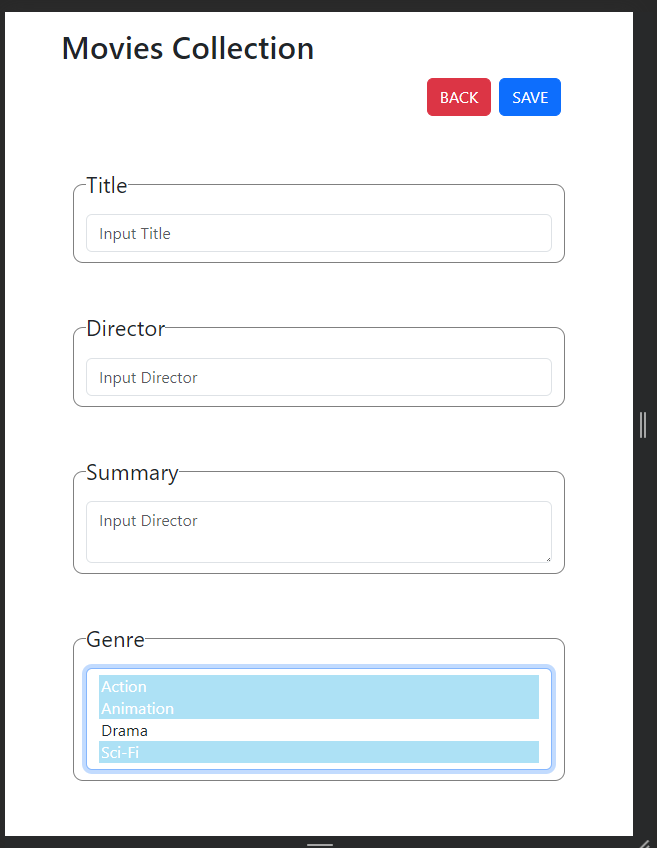 Movies Collection
BACK SAVE
Title
Input Title
Director
Input Director
Summary
Input Director
Genre
Action
Animation
Drama
Sci-Fi